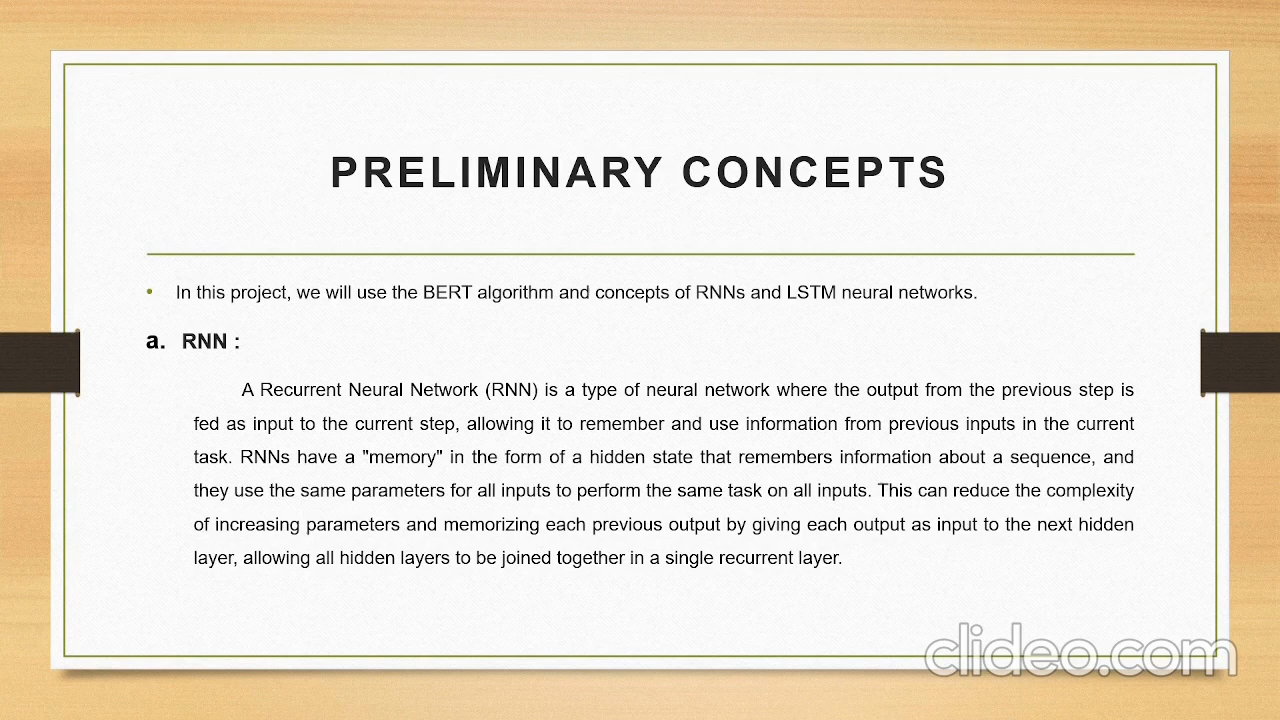 PRELIMINARY CONCEPTS
• In this project, we will use the BERT algorithm and concepts of RNNs and LSTM neural networks.
a. RNN :
A Recurrent Neural Network (RNN) is a type of neural network where the output from the previous step is
fed as input to the current step, allowing it to remember and use information from previous inputs in the current
task. RNNs have a "memory" in the form of a hidden state that remembers information about a sequence, and
they use the same parameters for all inputs to perform the same task on all inputs. This can reduce the complexity
of increasing parameters and memorizing each previous output by giving each output as input to the next hidden
layer, allowing all hidden layers to be joined together in a single recurrent layer.
clideo.com